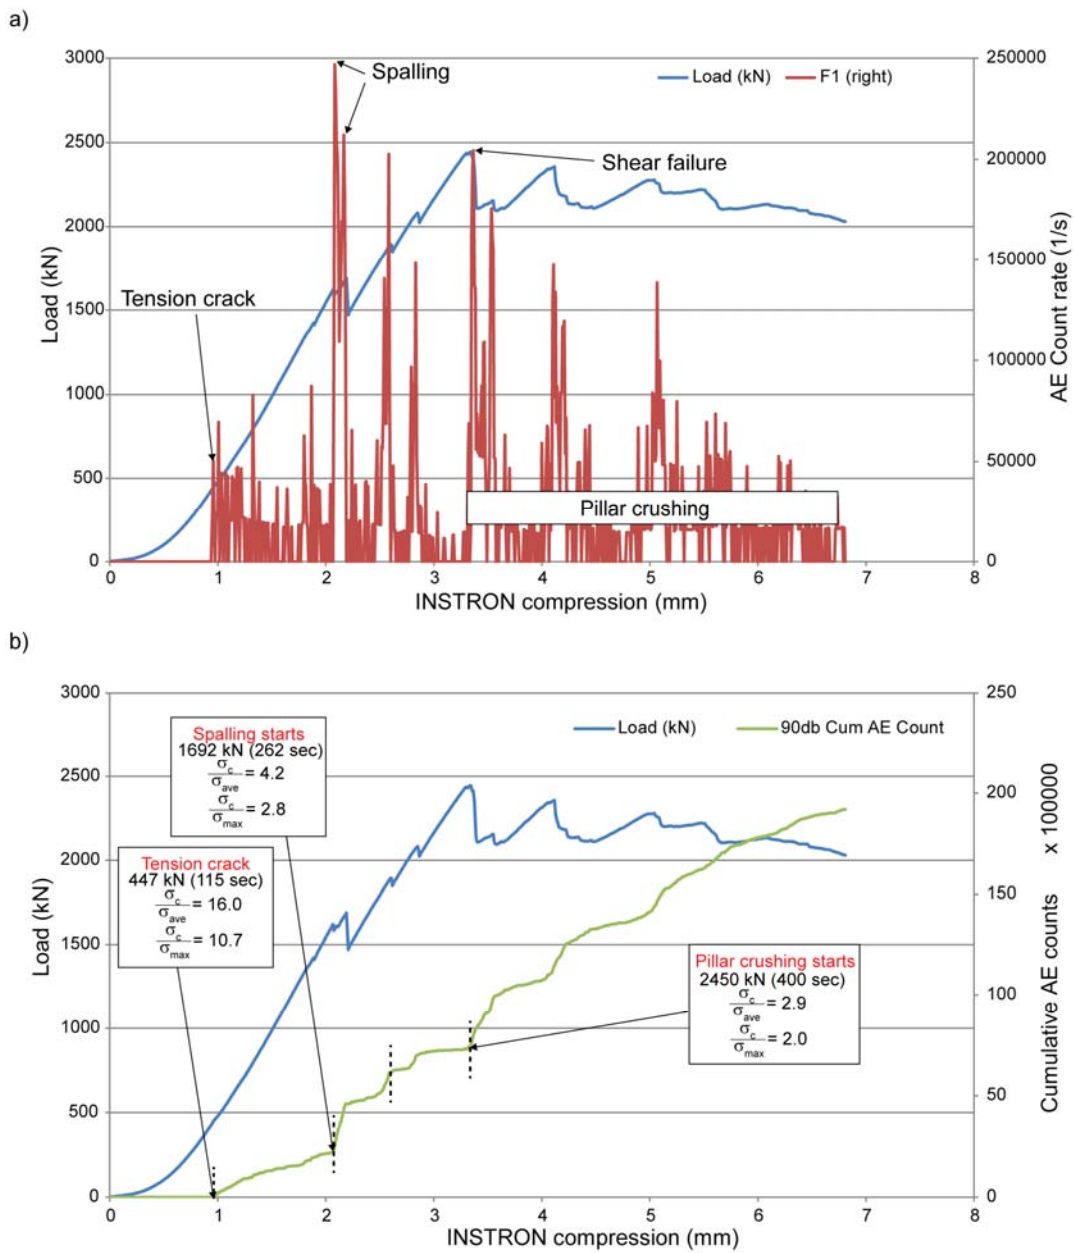 a)
3000
2500
2000
1500
1000
500
0
Load (kN)
Spalling
Load (kN)
F1 (right)
Shear failure
Tension crack
Pillar crushing
250000
200000
150000
100000
50000
0
AE Count rate (1/s)
0 1 2 3 4 5 6 7 8
INSTRON compression (mm)
b)
3000
2500
2000
1500
1000
500
0
Load (kN)
Load (kN)
90db Cum AE Count
Spalling starts
1692 kN (262 sec)
σc/σave = 4.2
σc/σmax = 2.8
Tension crack
447 kN (115 sec)
σc/σave = 16.0
σc/σmax = 10.7
Pillar crushing starts
2450 kN (400 sec)
σc/σave = 2.9
σc/σmax = 2.0
250
200
150
100
50
0
Cumulative AE counts x 100000
0 1 2 3 4 5 6 7 8
INSTRON compression (mm)